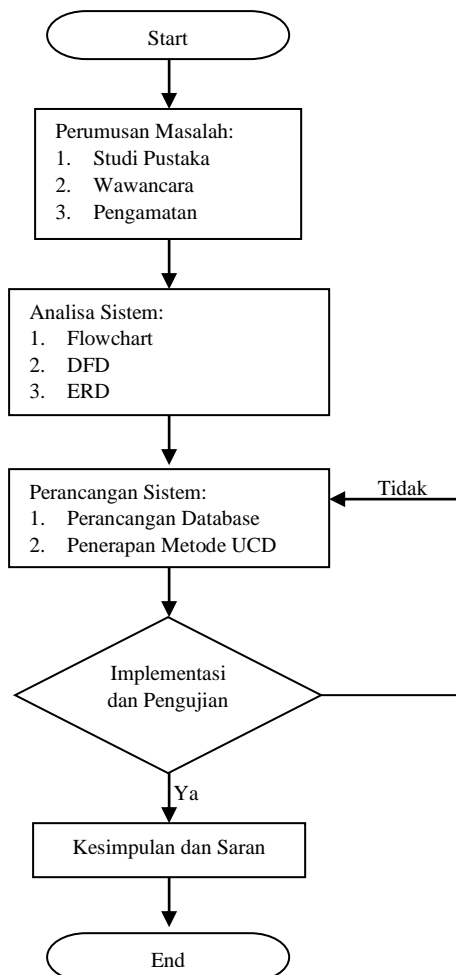 Start
Perumusan Masalah:
1. Studi Pustaka
2. Wawancara
3. Pengamatan
Analisa Sistem:
1. Flowchart
2. DFD
3. ERD
Tidak
Perancangan Sistem:
1. Perancangan Database
2. Penerapan Metode UCD
Implementasi
dan Pengujian
Ya
Kesimpulan dan Saran
End